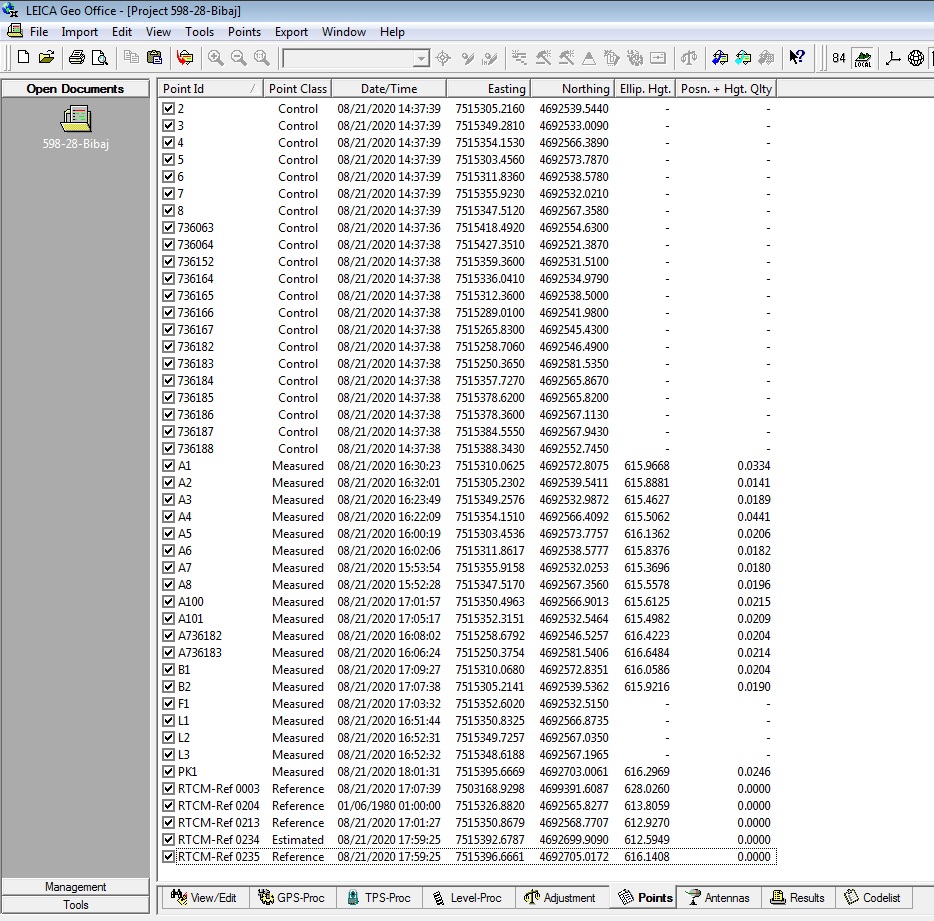 LEICA Geo Office - [Project 598-28-Bibaj]
File Import Edit View Tools Points Export Window Help
84 LOCAL
Open Documents
598-28-Bibaj
Management
Tools
Point Id / Point Class Date/Time Easting Northing Ellip. Hgt. Posn. + Hgt. Qlty
2 Control 08/21/2020 14:37:39 7515305.2160 4692539.5440 - -
3 Control 08/21/2020 14:37:39 7515349.2810 4692533.0090 - -
4 Control 08/21/2020 14:37:39 7515354.1530 4692566.3890 - -
5 Control 08/21/2020 14:37:39 7515303.4560 4692573.7870 - -
6 Control 08/21/2020 14:37:39 7515311.8360 4692538.5780 - -
7 Control 08/21/2020 14:37:39 7515355.9230 4692532.0210 - -
8 Control 08/21/2020 14:37:39 7515347.5120 4692567.3580 - -
736063 Control 08/21/2020 14:37:36 7515418.4920 4692554.6300 - -
736064 Control 08/21/2020 14:37:38 7515427.3510 4692521.3870 - -
736152 Control 08/21/2020 14:37:38 7515359.3600 4692531.5100 - -
736164 Control 08/21/2020 14:37:38 7515336.0410 4692534.9790 - -
736165 Control 08/21/2020 14:37:38 7515312.3600 4692538.5000 - -
736166 Control 08/21/2020 14:37:38 7515289.0100 4692541.9800 - -
736167 Control 08/21/2020 14:37:38 7515265.8300 4692545.4300 - -
736182 Control 08/21/2020 14:37:38 7515258.7060 4692546.4900 - -
736183 Control 08/21/2020 14:37:38 7515250.3650 4692581.5350 - -
736184 Control 08/21/2020 14:37:38 7515357.7270 4692565.8670 - -
736185 Control 08/21/2020 14:37:38 7515378.6200 4692565.8200 - -
736186 Control 08/21/2020 14:37:38 7515378.3600 4692567.1130 - -
736187 Control 08/21/2020 14:37:38 7515384.5550 4692567.9430 - -
736188 Control 08/21/2020 14:37:38 7515388.3430 4692552.7450 - -
A1 Measured 08/21/2020 16:30:23 7515310.0625 4692572.8075 615.9668 0.0334
A2 Measured 08/21/2020 16:32:01 7515305.2302 4692539.5411 615.8881 0.0141
A3 Measured 08/21/2020 16:23:49 7515349.2576 4692532.9872 615.4627 0.0189
A4 Measured 08/21/2020 16:22:09 7515354.1510 4692566.4092 615.5062 0.0441
A5 Measured 08/21/2020 16:00:19 7515303.4536 4692573.7757 616.1362 0.0206
A6 Measured 08/21/2020 16:02:06 7515311.8617 4692538.5777 615.8376 0.0182
A7 Measured 08/21/2020 15:53:54 7515355.9158 4692532.0253 615.3696 0.0180
A8 Measured 08/21/2020 15:52:28 7515347.5170 4692567.3560 615.5578 0.0196
A100 Measured 08/21/2020 17:01:57 7515350.4963 4692566.9013 615.6125 0.0215
A101 Measured 08/21/2020 17:05:17 7515352.3151 4692532.5464 615.4982 0.0209
A736182 Measured 08/21/2020 16:08:02 7515258.6792 4692546.5257 616.4223 0.0204
A736183 Measured 08/21/2020 16:06:24 7515250.3754 4692581.5406 616.6484 0.0214
B1 Measured 08/21/2020 17:09:27 7515310.0680 4692572.8351 616.0586 0.0204
B2 Measured 08/21/2020 17:07:38 7515305.2141 4692539.5362 615.9216 0.0190
F1 Measured 08/21/2020 17:03:32 7515352.6020 4692532.5150 - -
L1 Measured 08/21/2020 16:51:44 7515350.8325 4692566.8735 - -
L2 Measured 08/21/2020 16:52:31 7515349.7257 4692567.0350 - -
L3 Measured 08/21/2020 16:52:32 7515348.6188 4692567.1965 - -
PK1 Measured 08/21/2020 18:01:31 7515395.6669 4692703.0061 616.2969 0.0246
RTCM-Ref 0003 Reference 08/21/2020 17:07:39 7503168.9298 4699391.6087 628.0260 0.0000
RTCM-Ref 0204 Reference 01/06/1980 01:00:00 7515326.8820 4692565.8277 613.8059 0.0000
RTCM-Ref 0213 Reference 08/21/2020 17:01:27 7515350.8679 4692568.7707 612.9270 0.0000
RTCM-Ref 0234 Estimated 08/21/2020 17:59:25 7515392.6787 4692699.9090 612.5949 0.0000
RTCM-Ref 0235 Reference 08/21/2020 17:59:25 7515396.6661 4692705.0172 616.1408 0.0000
View/Edit GPS-Proc TPS-Proc Level-Proc Adjustment Points Antennas Results Codelist